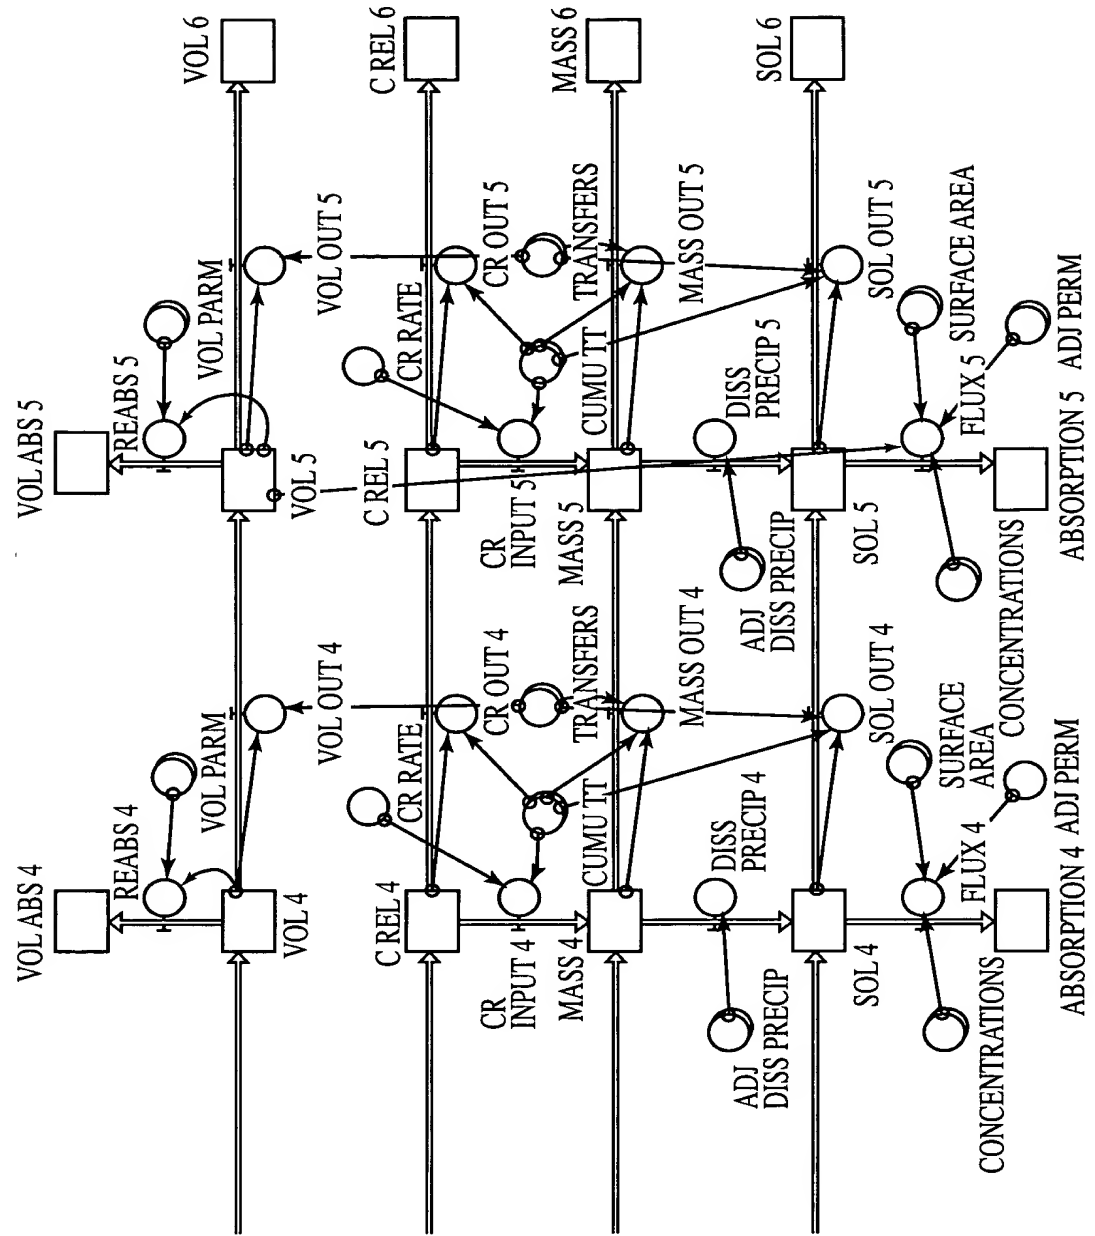 VOL ABS 4
REABS 4
VOL PARM
VOL 4
VOL OUT 4
VOL ABS 5
REABS 5
VOL PARM
VOL 5
VOL OUT 5
VOL 6
C REL 4
CR RATE
CR OUT 4
CR
INPUT 4
C REL 5
CR RATE
CR OUT 5
CR
INPUT 5
C REL 6
MASS 4
CUMU TT
TRANSFERS
MASS OUT 4
MASS 5
CUMU TT
TRANSFERS
MASS OUT 5
MASS 6
ADJ
DISS PRECIP
DISS
PRECIP 4
ADJ
DISS PRECIP
DISS
PRECIP 5
SOL 4
SOL OUT 4
SOL 5
SOL OUT 5
SOL 6
CONCENTRATIONS
FLUX 4
SURFACE
AREA
CONCENTRATIONS
FLUX 5
SURFACE AREA
ABSORPTION 4
ADJ PERM
ABSORPTION 5
ADJ PERM